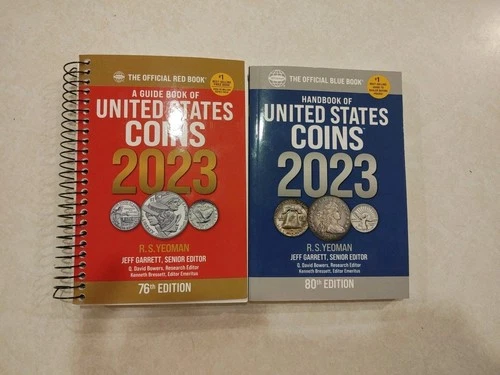 THE OFFICIAL RED BOOK
A GUIDE BOOK OF
UNITED STATES
COINS
2023
R.S. YEOMAN
JEFF GARRETT, SENIOR EDITOR
Q. David Bowers, Research Editor
Kenneth Bressett, Editor Emeritus
76th EDITION
THE OFFICIAL BLUE BOOK
#1
HANDBOOK OF
UNITED STATES
COINS™
2023
R.S. YEOMAN
JEFF GARRETT, SENIOR EDITOR
Q. David Bowers, Research Editor
Kenneth Bressett, Editor Emeritus
80th EDITION